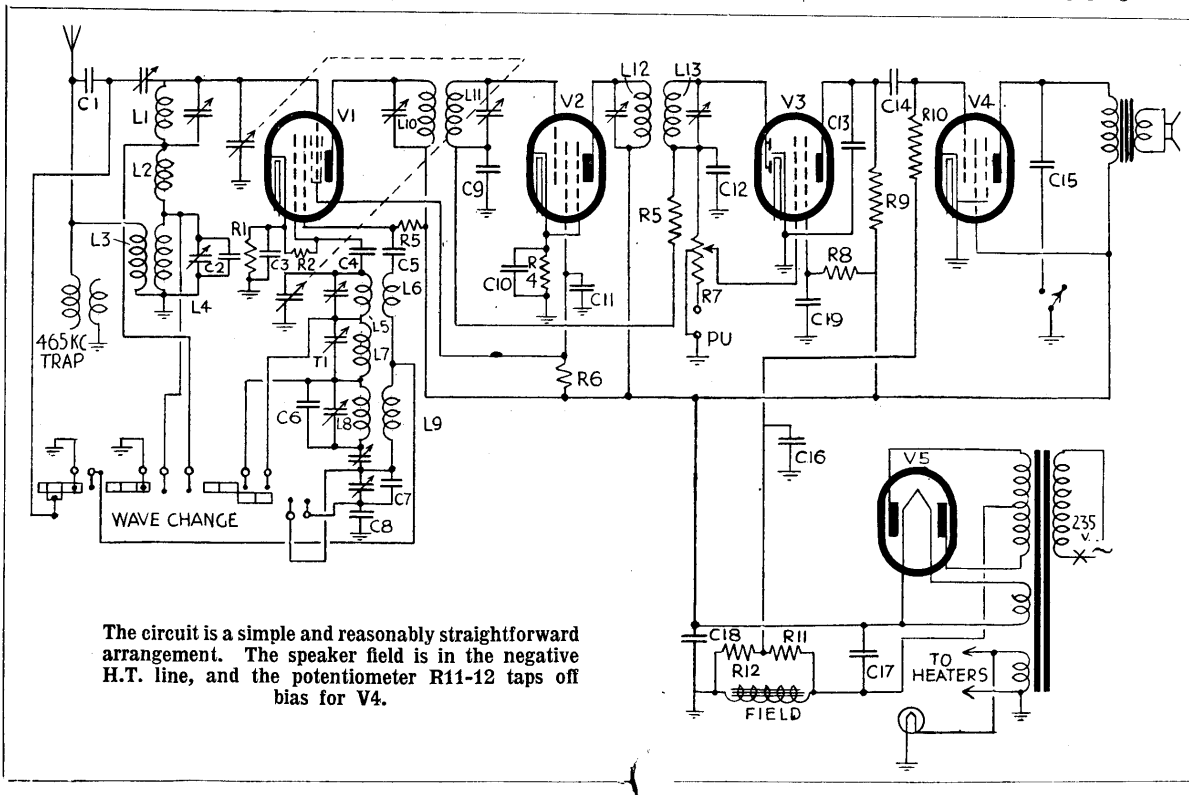 C1
L1
L2
L3
L4
C2
465KC
TRAP
R1
C3
R2
V1
C4
C5
R5
L6
L5
L7
T1
C6
L8
L9
C7
C8
WAVE CHANGE
L10
L11
C9
V2
C10
R
4
C11
R6
L12
L13
R5
C12
R7
PU
V3
C13
C19
R8
R9
C14
R10
V4
C15
C16
V5
235
V.
~
C18
R12
R11
C17
FIELD
TO
HEATERS
The circuit is a simple and reasonably straightforward
arrangement. The speaker field is in the negative
H.T. line, and the potentiometer R11-12 taps off
bias for V4.